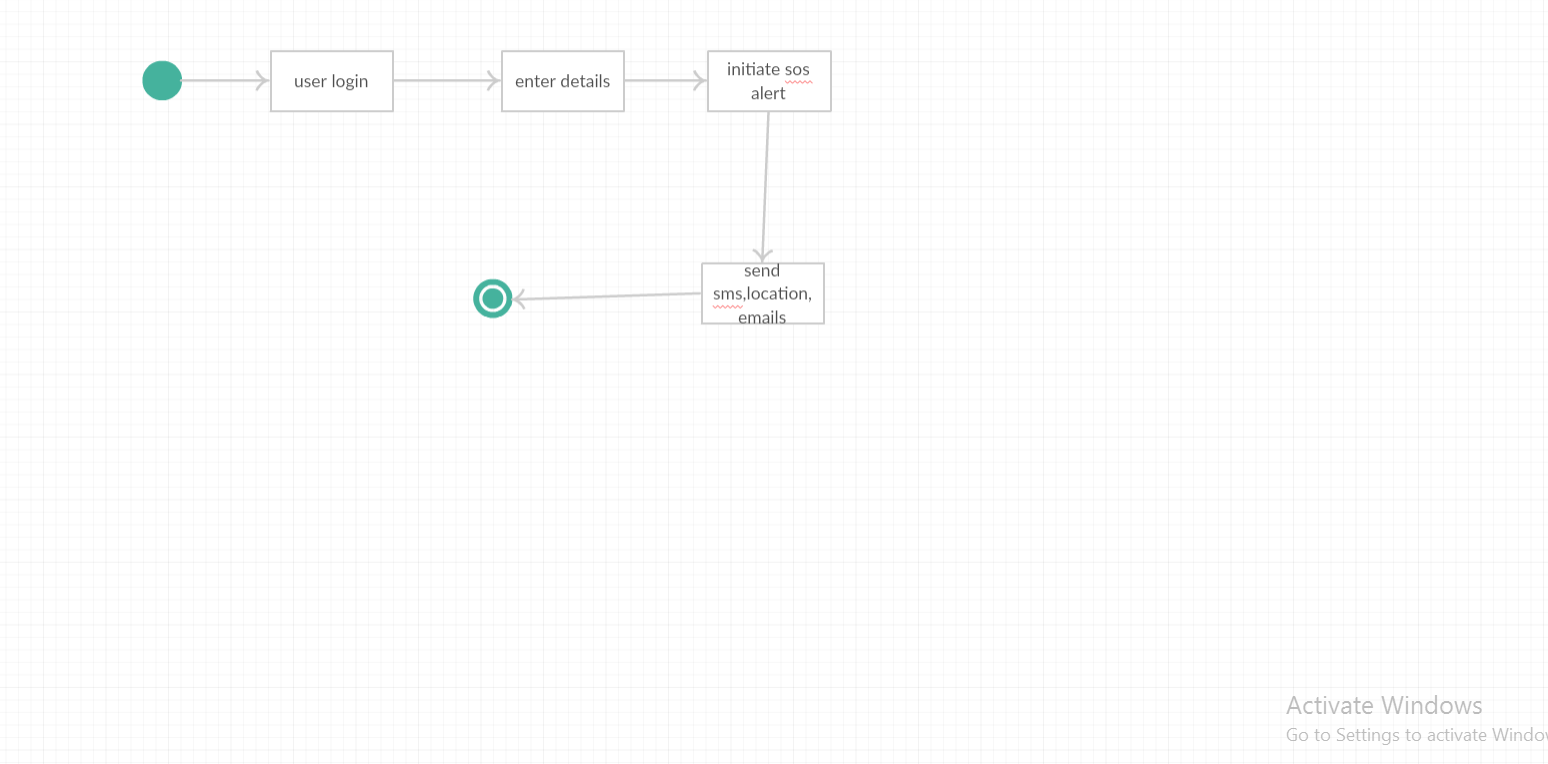 user login
enter details
initiate sos
alert
send
sms,location,
emails
Activate Windows
Go to Settings to activate Windo